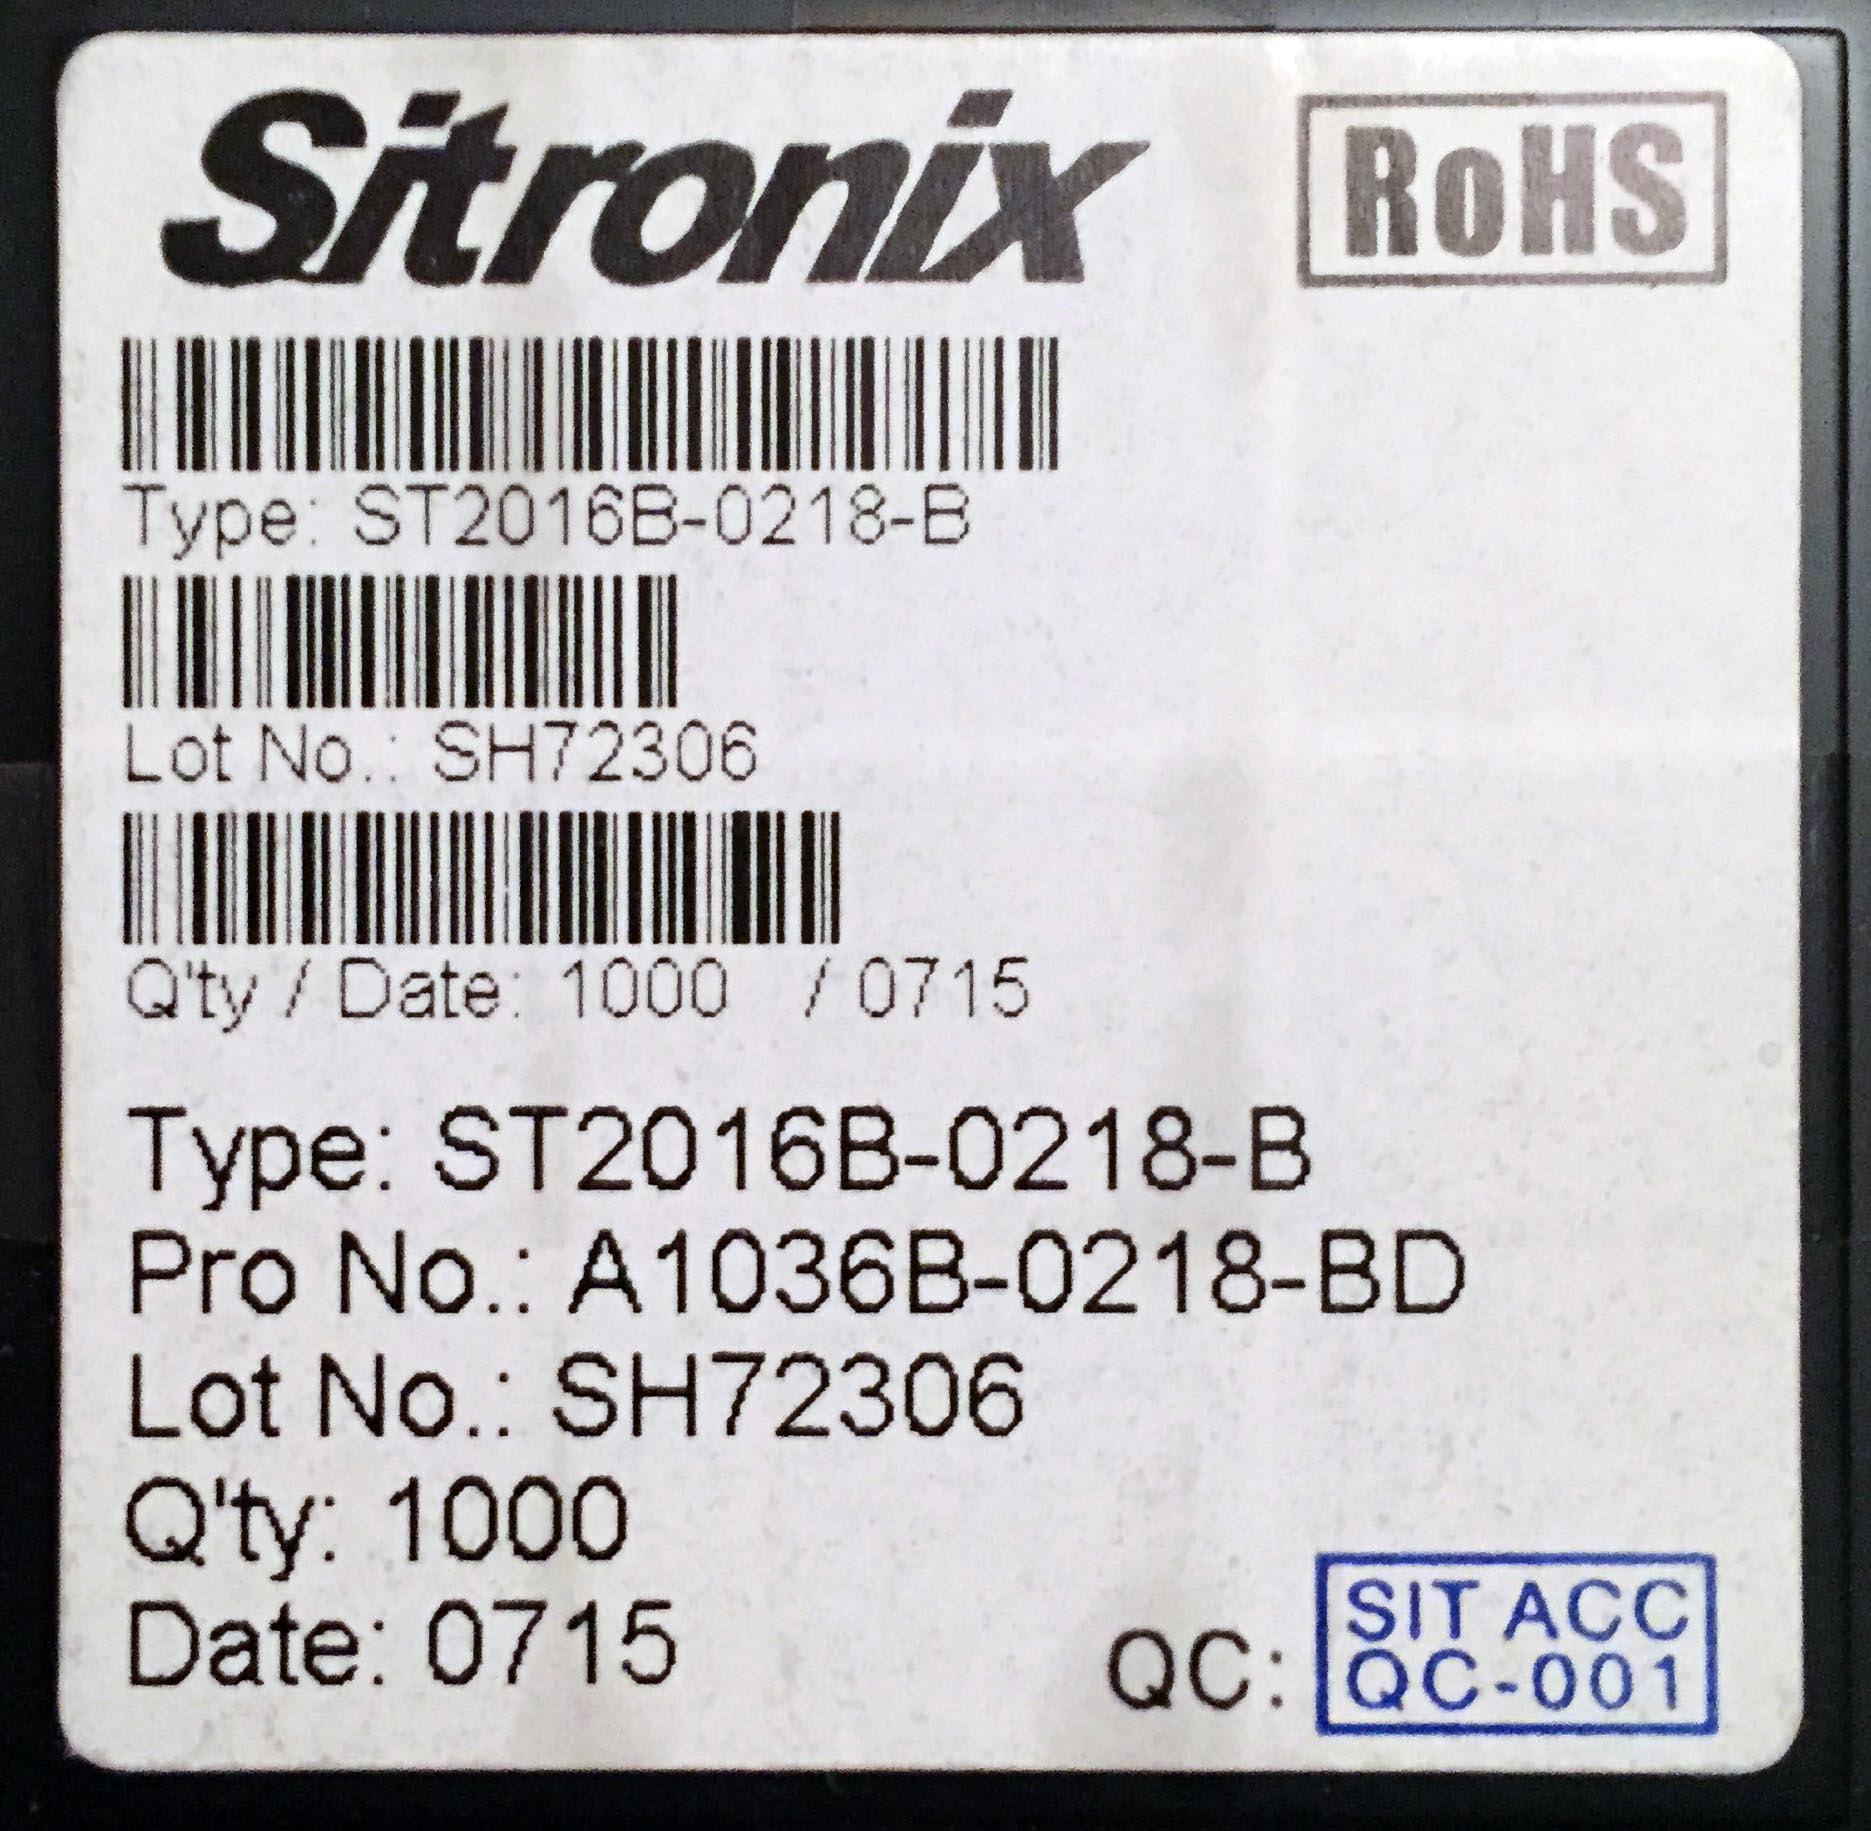 Sitronix
RoHS
Type: ST2016B-0218-B
Lot No.: SH72306
Q'ty / Date: 1000 / 0715
Type: ST2016B-0218-B
Pro No.: A1036B-0218-BD
Lot No.: SH72306
Q'ty: 1000
Date: 0715
QC:
SIT ACC
QC-001